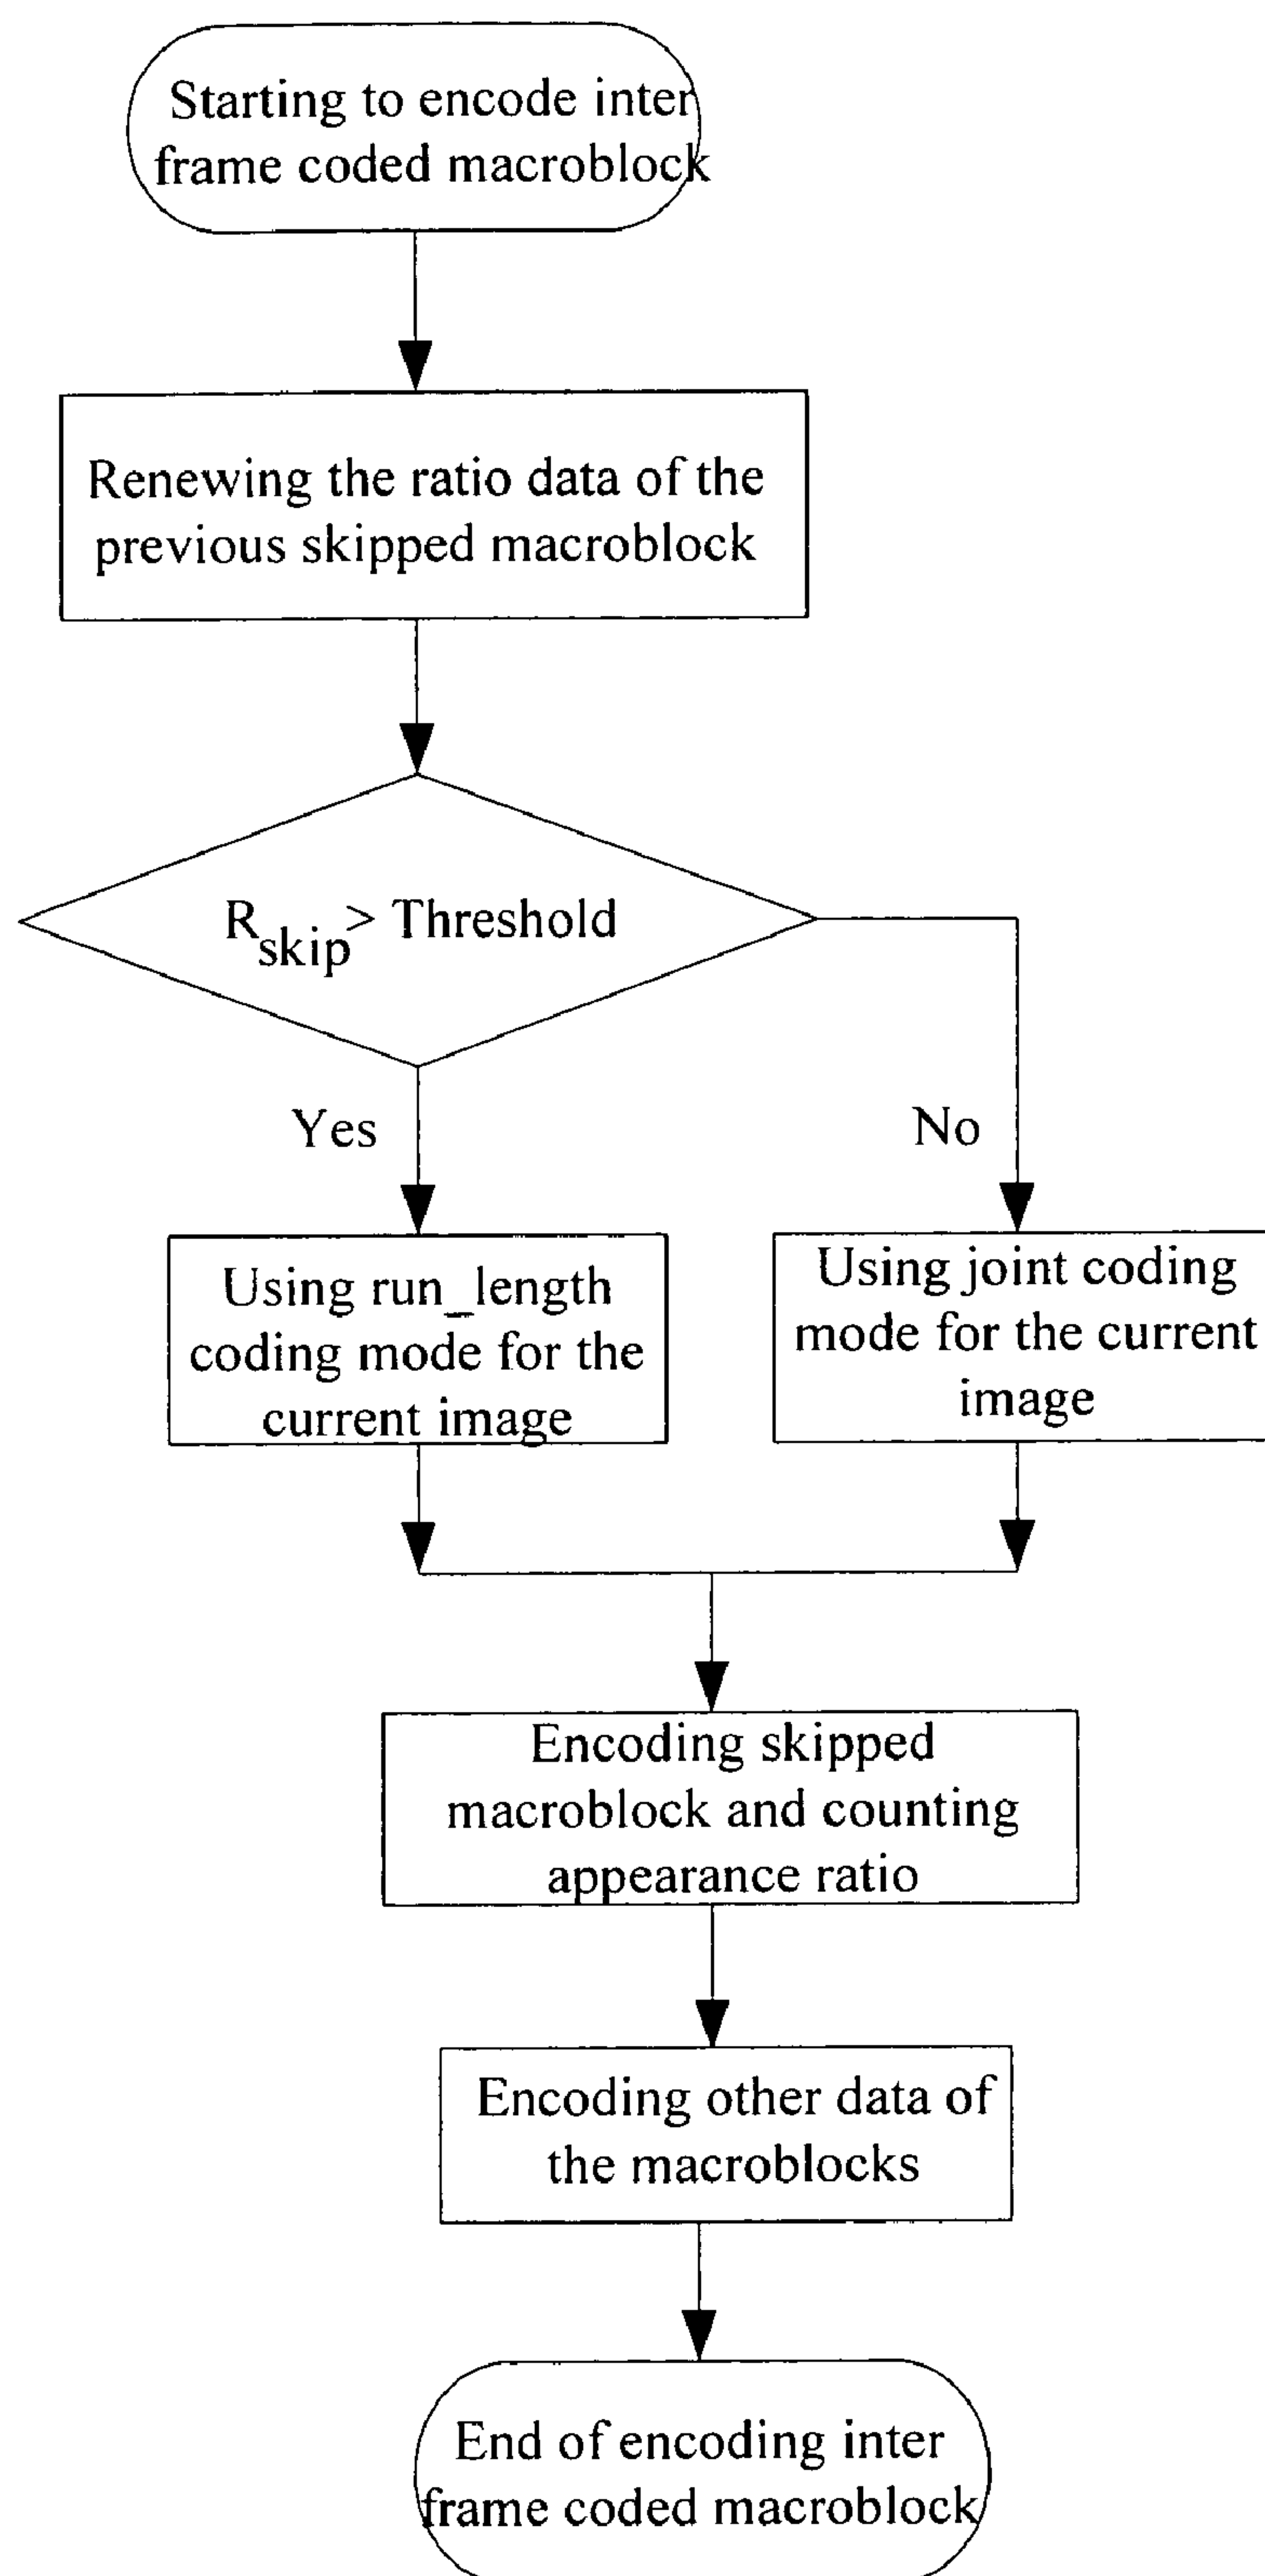 Starting to encode inter
frame coded macroblock
Renewing the ratio data of the
previous skipped macroblock
R skip > Threshold
Yes
No
Using run_length
coding mode for the
current image
Using joint coding
mode for the current
image
Encoding skipped
macroblock and counting
appearance ratio
Encoding other data of
the macroblocks
End of encoding inter
frame coded macroblock